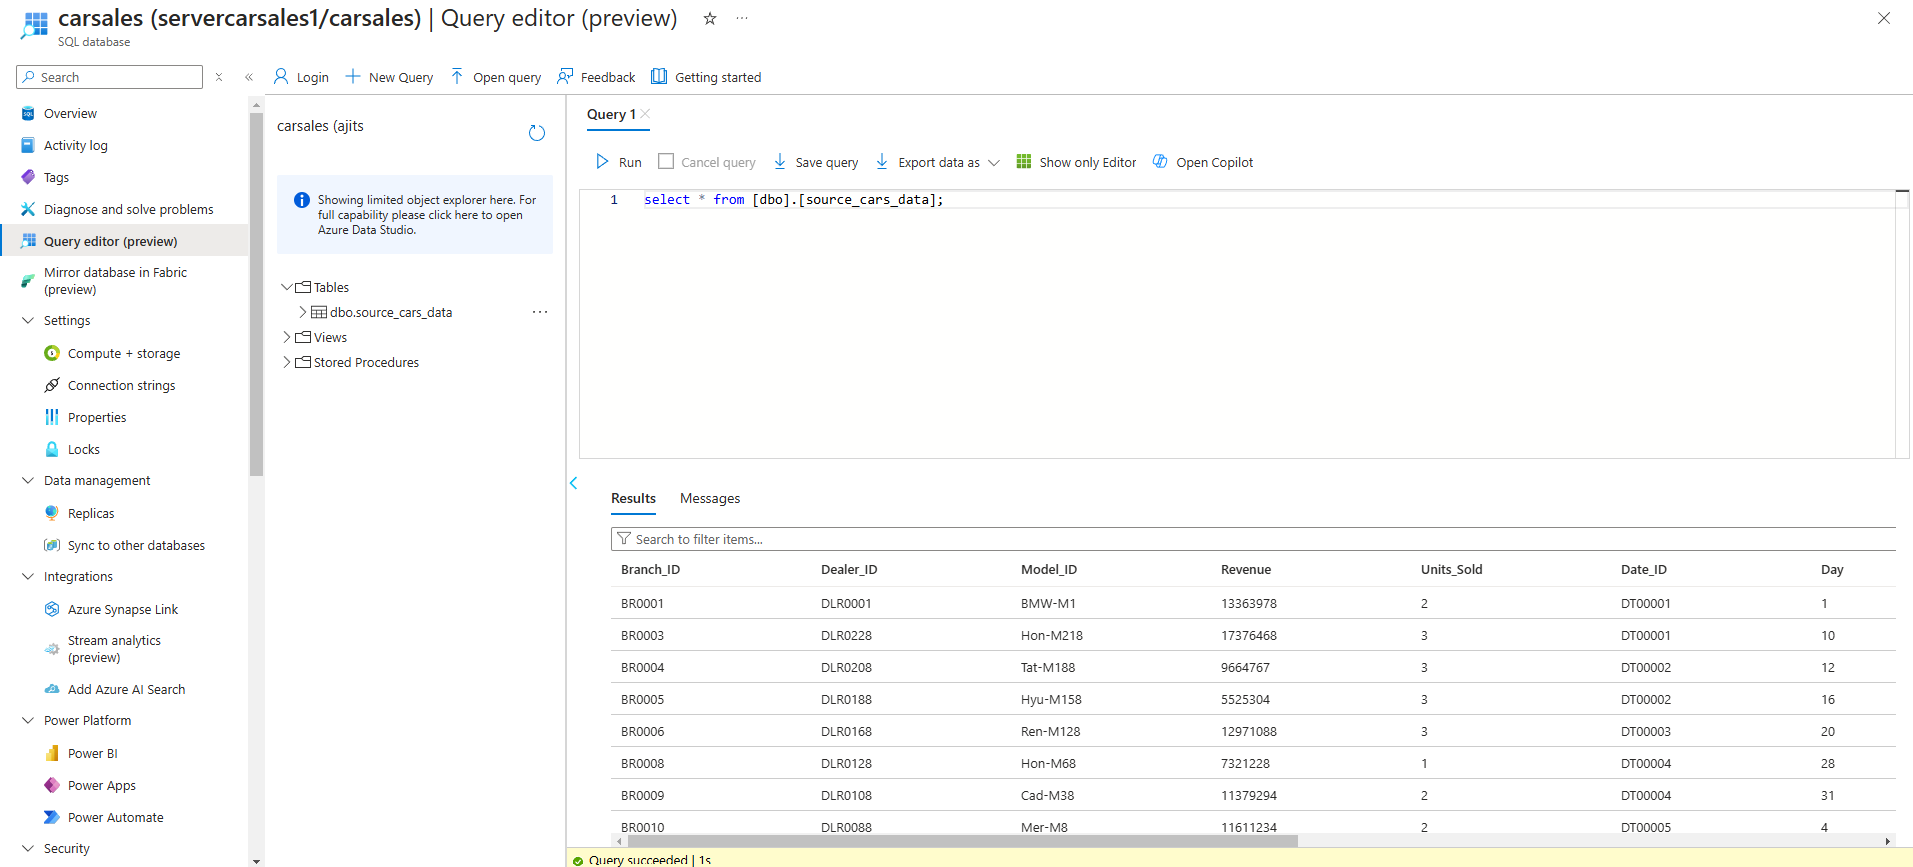 carsales (servercarsales1/carsales) | Query editor (preview)
SQL database
Search
Login
New Query
Open query
Feedback
Getting started
Overview
Activity log
Tags
Diagnose and solve problems
Query editor (preview)
Mirror database in Fabric
(preview)
Settings
Compute + storage
Connection strings
Properties
Locks
Data management
Replicas
Sync to other databases
Integrations
Azure Synapse Link
Stream analytics
(preview)
Add Azure AI Search
Power Platform
Power BI
Power Apps
Power Automate
Security
carsales (ajits
Showing limited object explorer here. For
full capability please click here to open
Azure Data Studio.
Tables
dbo.source_cars_data
Views
Stored Procedures
Query 1
Run
Cancel query
Save query
Export data as
Show only Editor
Open Copilot
1 select * from [dbo].[source_cars_data];
Results Messages
Search to filter items...
Branch_ID Dealer_ID Model_ID Revenue Units_Sold Date_ID Day
BR0001 DLR0001 BMW-M1 13363978 2 DT00001 1
BR0003 DLR0228 Hon-M218 17376468 3 DT00001 10
BR0004 DLR0208 Tat-M188 9664767 3 DT00002 12
BR0005 DLR0188 Hyu-M158 5525304 3 DT00002 16
BR0006 DLR0168 Ren-M128 12971088 3 DT00003 20
BR0008 DLR0128 Hon-M68 7321228 1 DT00004 28
BR0009 DLR0108 Cad-M38 11379294 2 DT00004 31
BR0010 DLR0088 Mer-M8 11611234 2 DT00005 4
Query succeeded | 1s